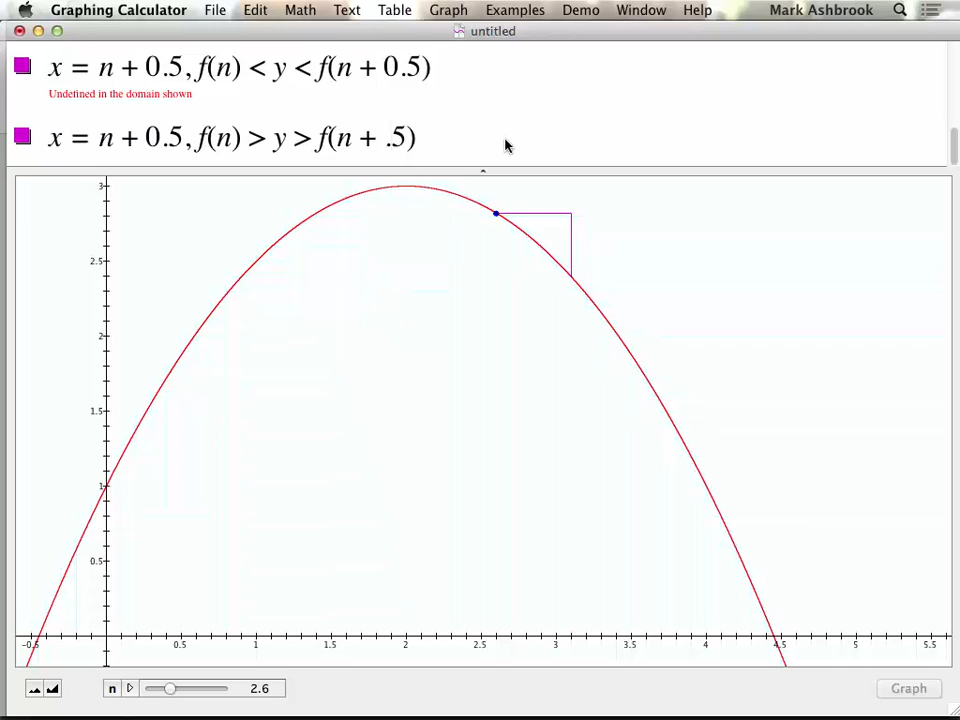 Graphing Calculator File Edit Math Text Table Graph Examples Demo Window Help Mark Ashbrook
untitled
x = n + 0.5, f(n) < y < f(n + 0.5)
Undefined in the domain shown
x = n + 0.5, f(n) > y > f(n + .5)
3
2.5
2
1.5
1
0.5
-0.5 0.5 1 1.5 2 2.5 3 3.5 4 4.5 5 5.5
n 2.6 Graph